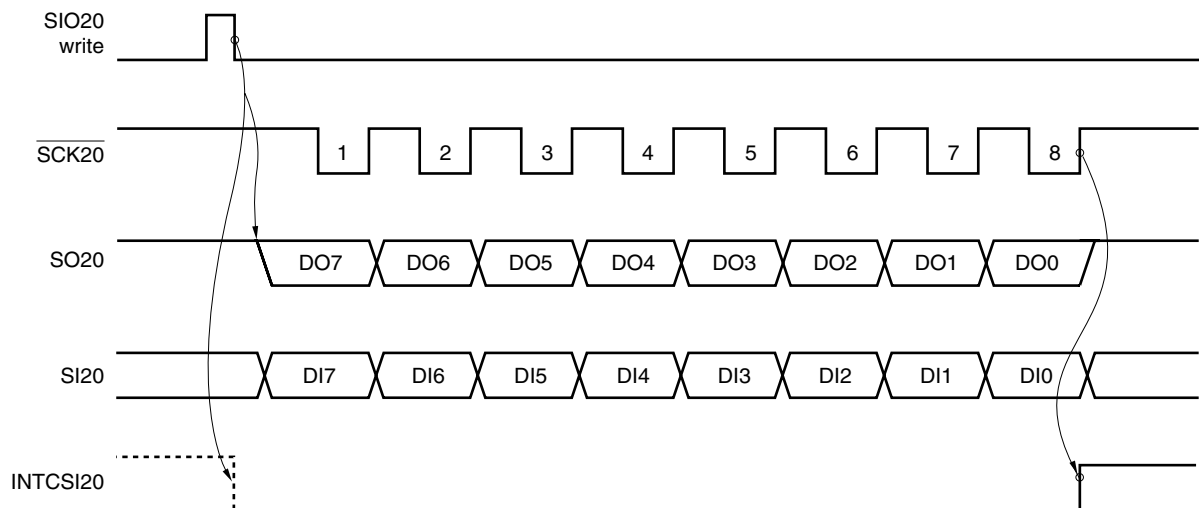 SIO20
write
SCK20
1 2 3 4 5 6 7 8
SO20
DO7 DO6 DO5 DO4 DO3 DO2 DO1 DO0
SI20
DI7 DI6 DI5 DI4 DI3 DI2 DI1 DI0
INTCSI20